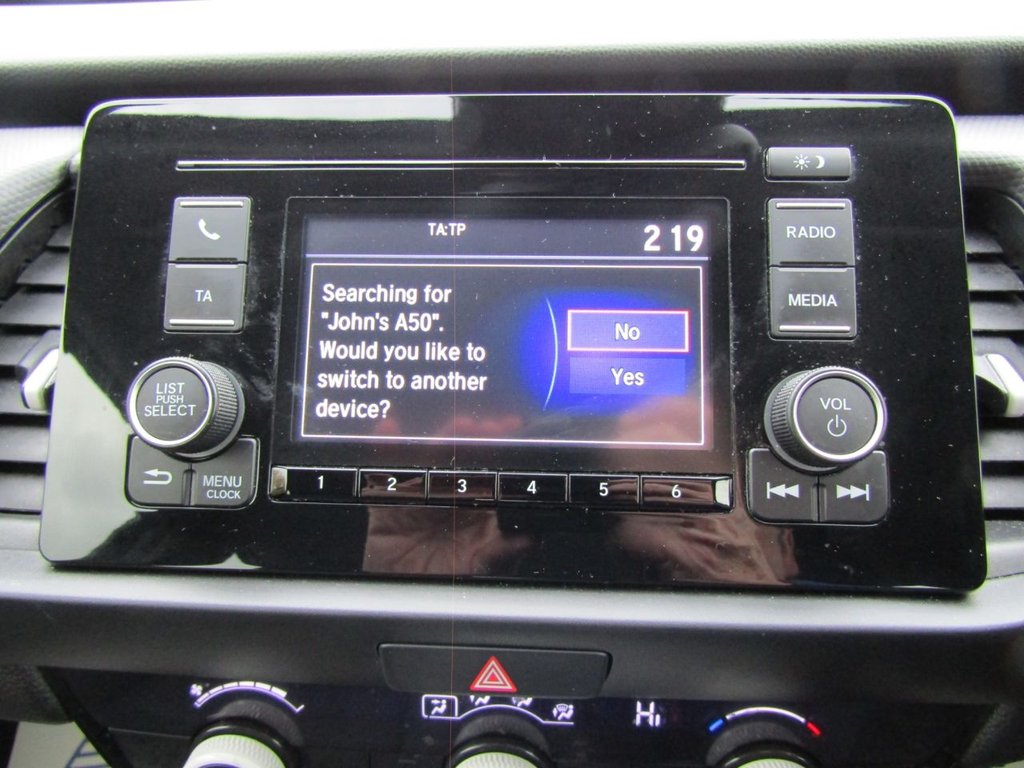 TA:TP
2 19
Searching for
"John's A50".
Would you like to
switch to another
device?
No
Yes
TA
RADIO
MEDIA
LIST
PUSH
SELECT
MENU
CLOCK
VOL
1 2 3 4 5 6
Hi